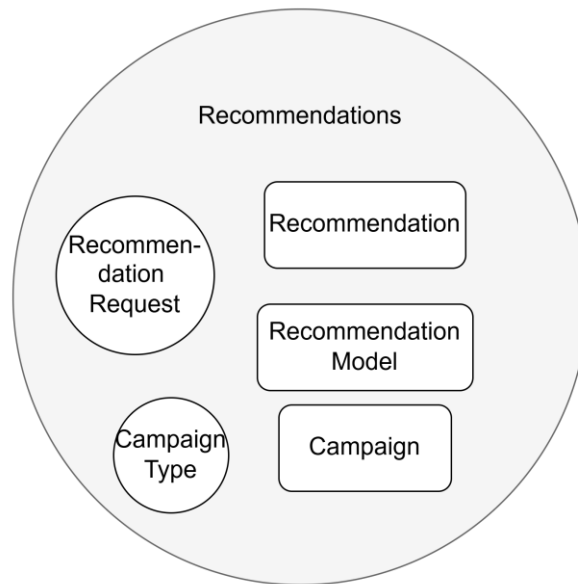 Recommendations
Recommen-
dation
Request
Recommendation
Recommendation
Model
Campaign
Type
Campaign